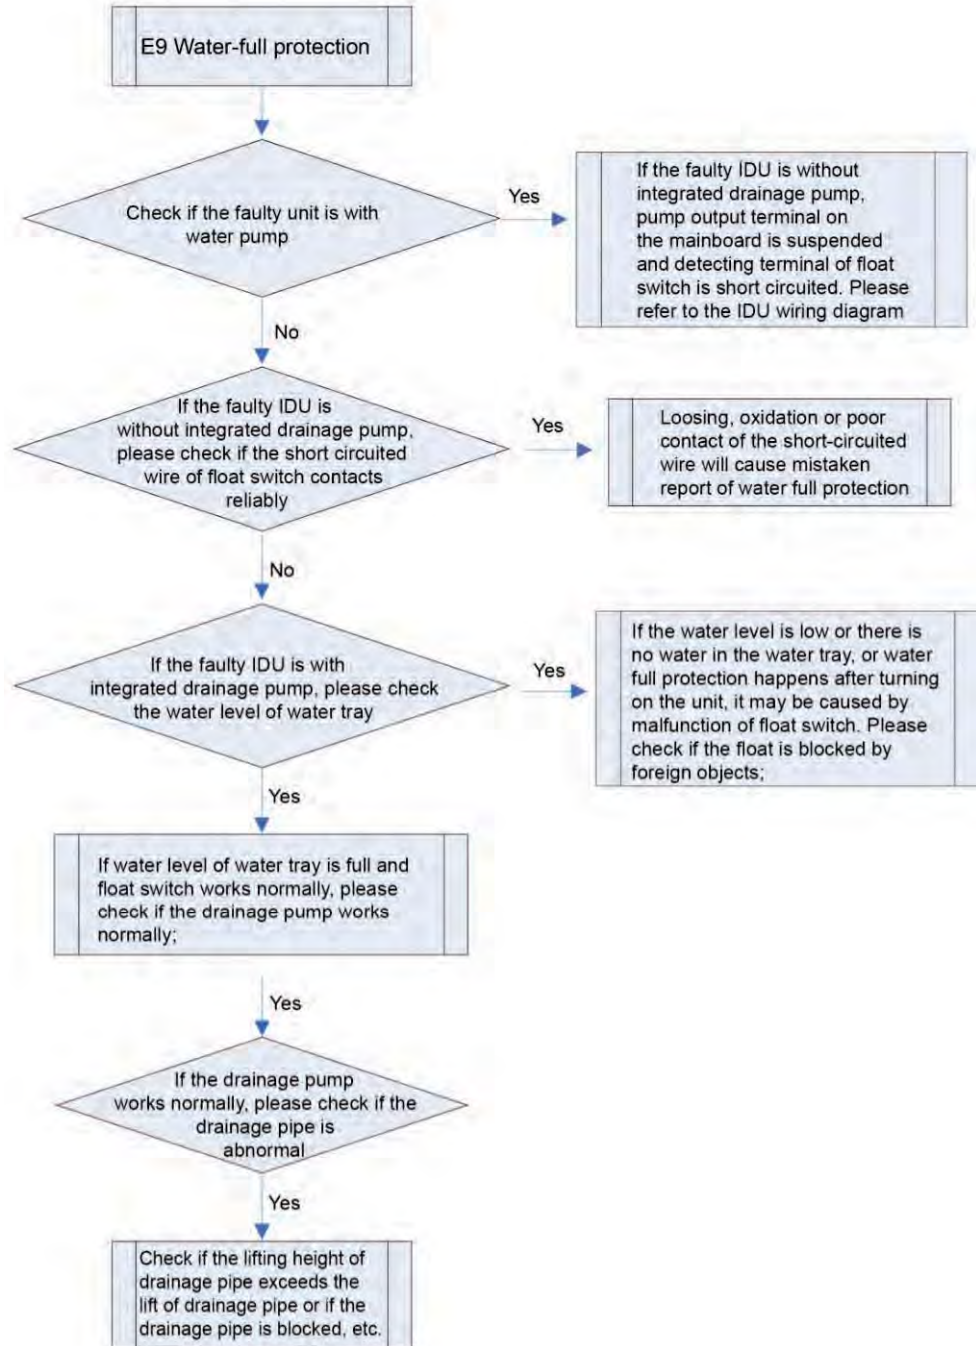 E9 Water-full protection
Check if the faulty unit is with
water pump
Yes
If the faulty IDU is without
integrated drainage pump,
pump output terminal on
the mainboard is suspended
and detecting terminal of float
switch is short circuited. Please
refer to the IDU wiring diagram
No
If the faulty IDU is
without integrated drainage pump,
please check if the short circuited
wire of float switch contacts
reliably
Yes
Loosing, oxidation or poor
contact of the short-circuited
wire will cause mistaken
report of water full protection
No
If the faulty IDU is with
integrated drainage pump, please check
the water level of water tray
Yes
If the water level is low or there is
no water in the water tray, or water
full protection happens after turning
on the unit, it may be caused by
malfunction of float switch. Please
check if the float is blocked by
foreign objects;
Yes
If water level of water tray is full and
float switch works normally, please
check if the drainage pump works
normally;
Yes
If the drainage pump
works normally, please check if the
drainage pipe is
abnormal
Yes
Check if the lifting height of
drainage pipe exceeds the
lift of drainage pipe or if the
drainage pipe is blocked, etc.